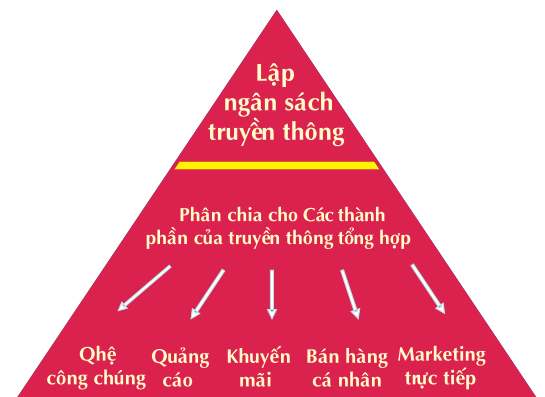 Lập
ngân sách
truyền thông
Phân chia cho Các thành
phần của truyền thông tổng hợp
Qhệ
công chúng
Quảng
cáo
Khuyến
mãi
Bán hàng
cá nhân
Marketing
trực tiếp